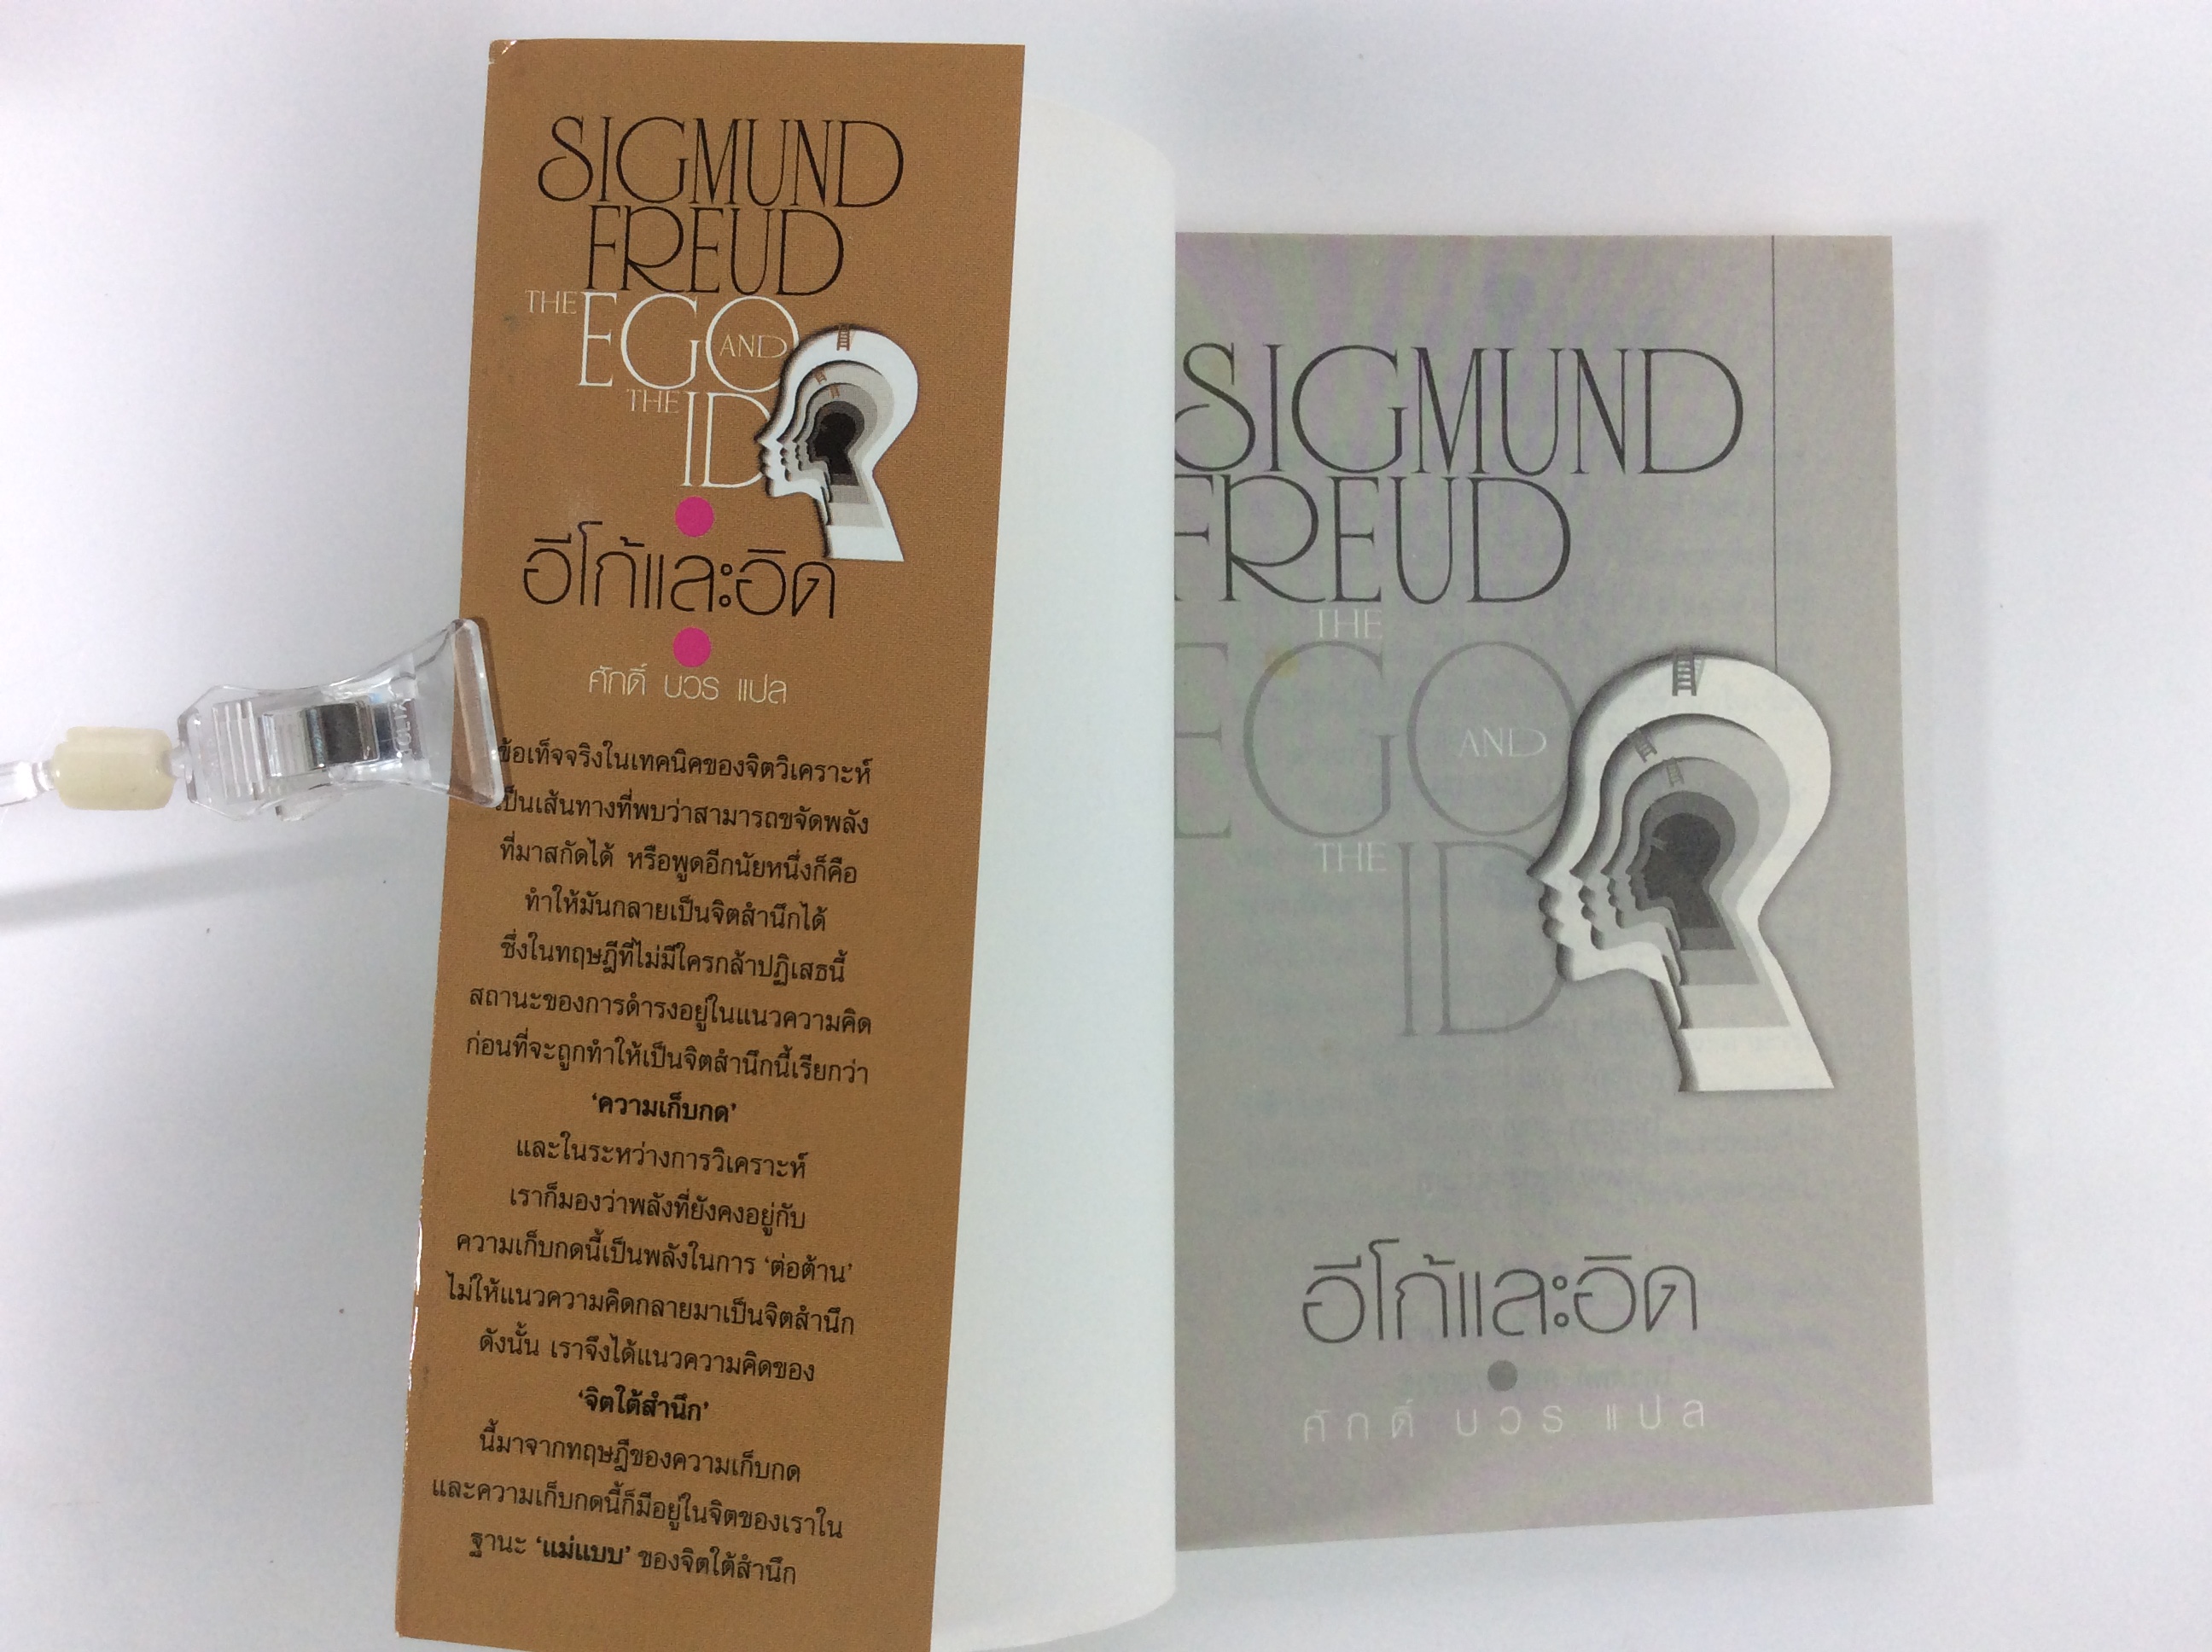 SIGMUND
FREUD
THE EGO AND
THE ID
อีโก้และอิด
ศักดิ์ บวร แปล
ข้อเท็จจริงในเทคนิคของจิตวิเคราะห์
เป็นเส้นทางที่พบว่าสามารถขจัดพลัง
ที่มาสกัดได้ หรือพูดอีกนัยหนึ่งก็คือ
ทำให้มันกลายเป็นจิตสำนึกได้
ซึ่งในทฤษฎีที่ไม่มีใครกล้าปฏิเสธนี้
สถานะของการดำรงอยู่ในแนวความคิด
ก่อนที่จะถูกทำให้เป็นจิตสำนึกนี้เรียกว่า
‘ความเก็บกด’
และในระหว่างการวิเคราะห์
เราก็มองว่าพลังที่ยังคงอยู่กับ
ความเก็บกดนี้เป็นพลังในการ ‘ต่อต้าน’
ไม่ให้แนวความคิดกลายมาเป็นจิตสำนึก
ดังนั้น เราจึงได้แนวความคิดของ
‘จิตใต้สำนึก’
นี้มาจากทฤษฎีของความเก็บกด
และความเก็บกดนี้ก็มีอยู่ในจิตของเราใน
ฐานะ ‘แม่แบบ’ ของจิตใต้สำนึก
SIGMUND
FREUD
THE
EGO AND
THE ID
อีโก้และอิด
ศักดิ์ บวร แปล